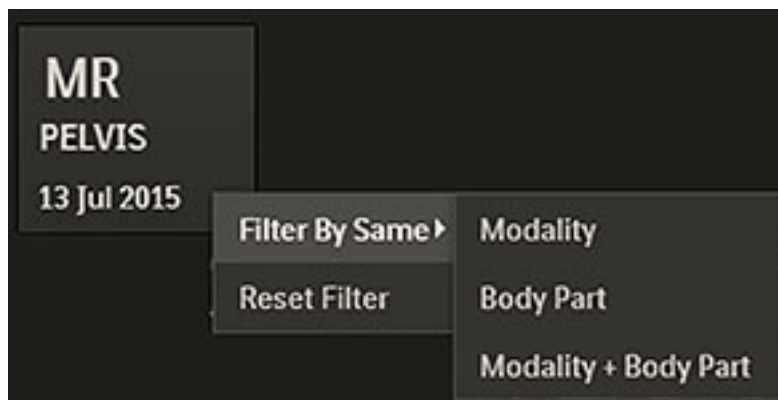 MR
PELVIS
13 Jul 2015
Filter By Same
Modality
Reset Filter
Body Part
Modality + Body Part